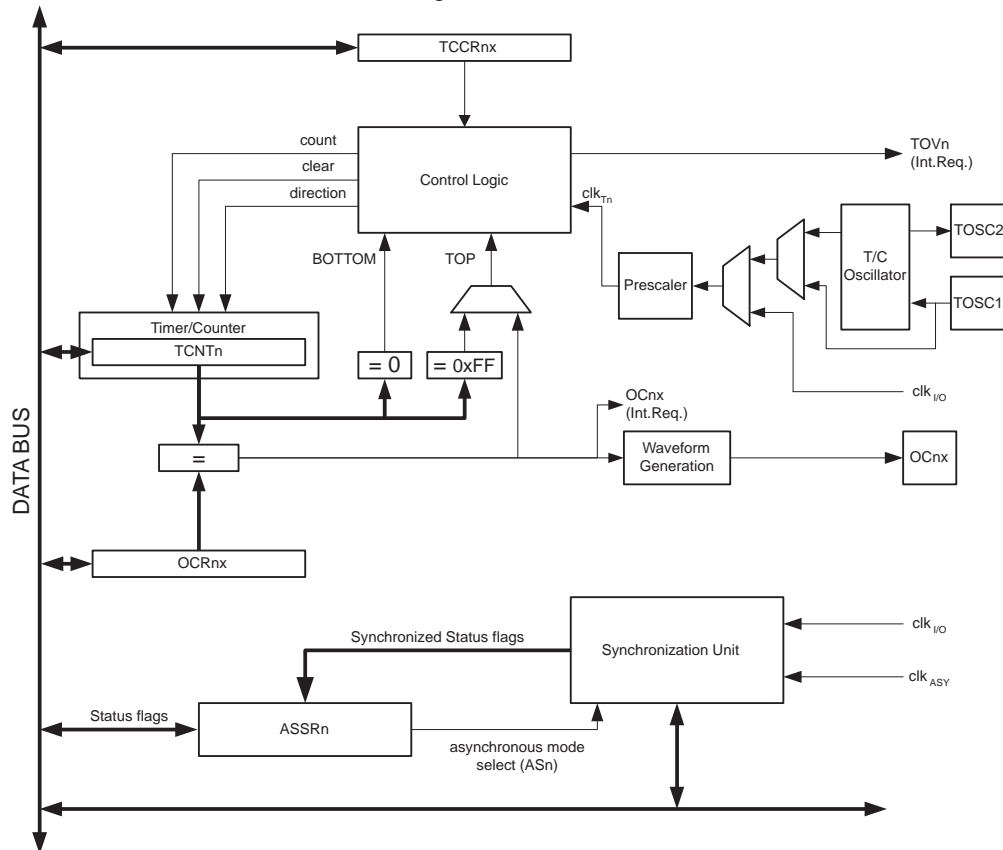 TCCRnx
count
clear
direction
Control Logic
TOVn
(Int.Req.)
clkTn
BOTTOM
TOP
Prescaler
T/C
Oscillator
TOSC2
TOSC1
Timer/Counter
TCNTn
= 0
= 0xFF
clkI/O
OCnx
(Int.Req.)
=
Waveform
Generation
OCnx
DATA BUS
OCRnx
Synchronized Status flags
Synchronization Unit
clkI/O
clkASY
Status flags
ASSRn
asynchronous mode
select (ASn)